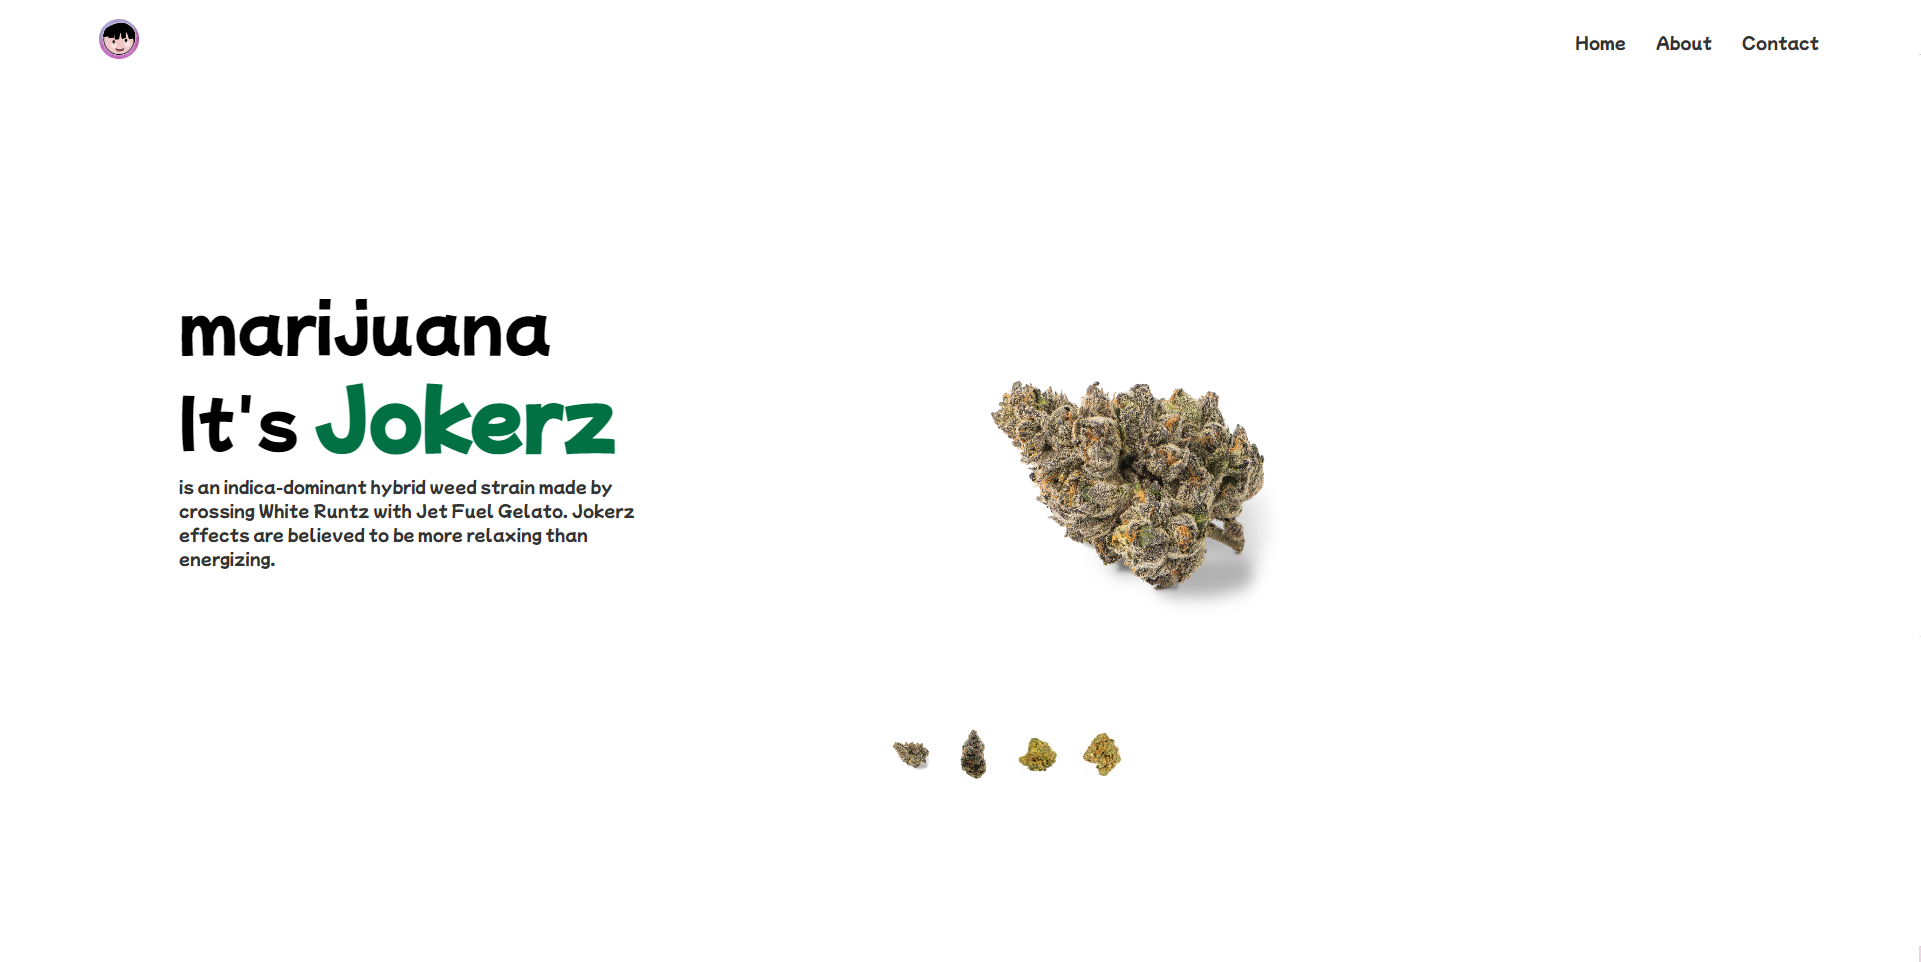 Home About Contact
marijuana
It's Jokerz
is an indica-dominant hybrid weed strain made by
crossing White Runtz with Jet Fuel Gelato. Jokerz
effects are believed to be more relaxing than
energizing.